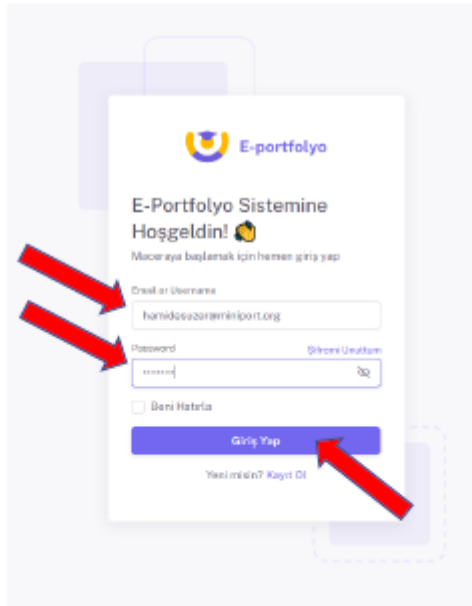 E-portfolyo
E-Portfolyo Sistemine
Hoşgeldin!
Maceraya başlamak için hemen giriş yap
Email or Username
Password
Şifremi Unuttum
Beni Hatırla
Giriş Yap
Yeni misin? Kayıt Ol